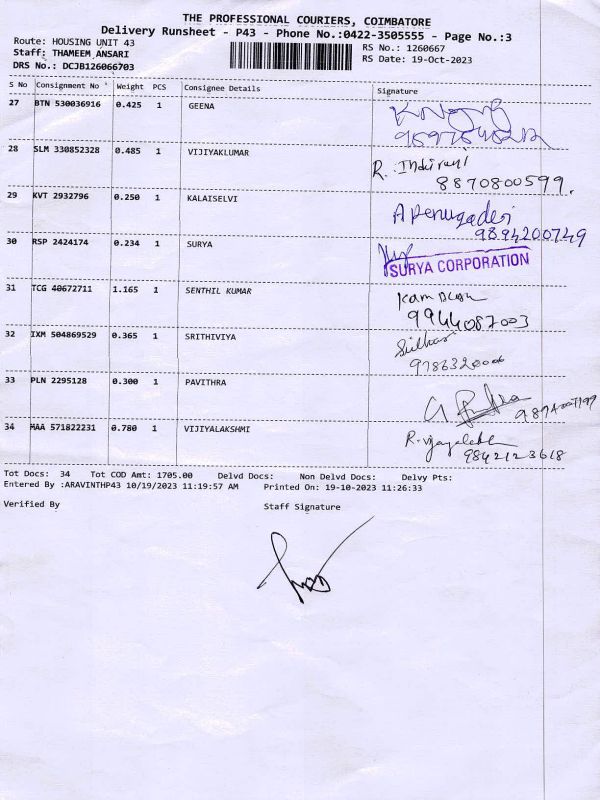 THE PROFESSIONAL COURIERS, COIMBATORE
Delivery Runsheet - P43 - Phone No.:0422-3505555 - Page No.:3
Route: HOUSING UNIT 43 RS No.: 1260667
Staff: THAMEEM ANSARI RS Date: 19-Oct-2023
DRS No.: DCJB126066703
S No Consignment No Weight PCS Consignee Details Signature
27 BTN 530036916 0.425 1 GEENA
28 SLM 330852328 0.485 1 VIJIYAKLUMAR R. Indirani
8870800599.
29 KVT 2932796 0.250 1 KALAISELVI
9894200749
30 RSP 2424174 0.234 1 SURYA SURYA CORPORATION
31 TCG 40672711 1.165 1 SENTHIL KUMAR
9944087003
32 IXM 504869529 0.365 1 SRITHIVIYA Sridhar
9786320006
33 PLN 2295128 0.300 1 PAVITHRA
34 MAA 571822231 0.780 1 VIJIYALAKSHMI
9842123618
Tot Docs: 34 Tot COD Amt: 1705.00 Delvd Docs: Non Delvd Docs: Delvy Pts:
Entered By :ARAVINTHP43 10/19/2023 11:19:57 AM Printed On: 19-10-2023 11:26:33
Verified By Staff Signature